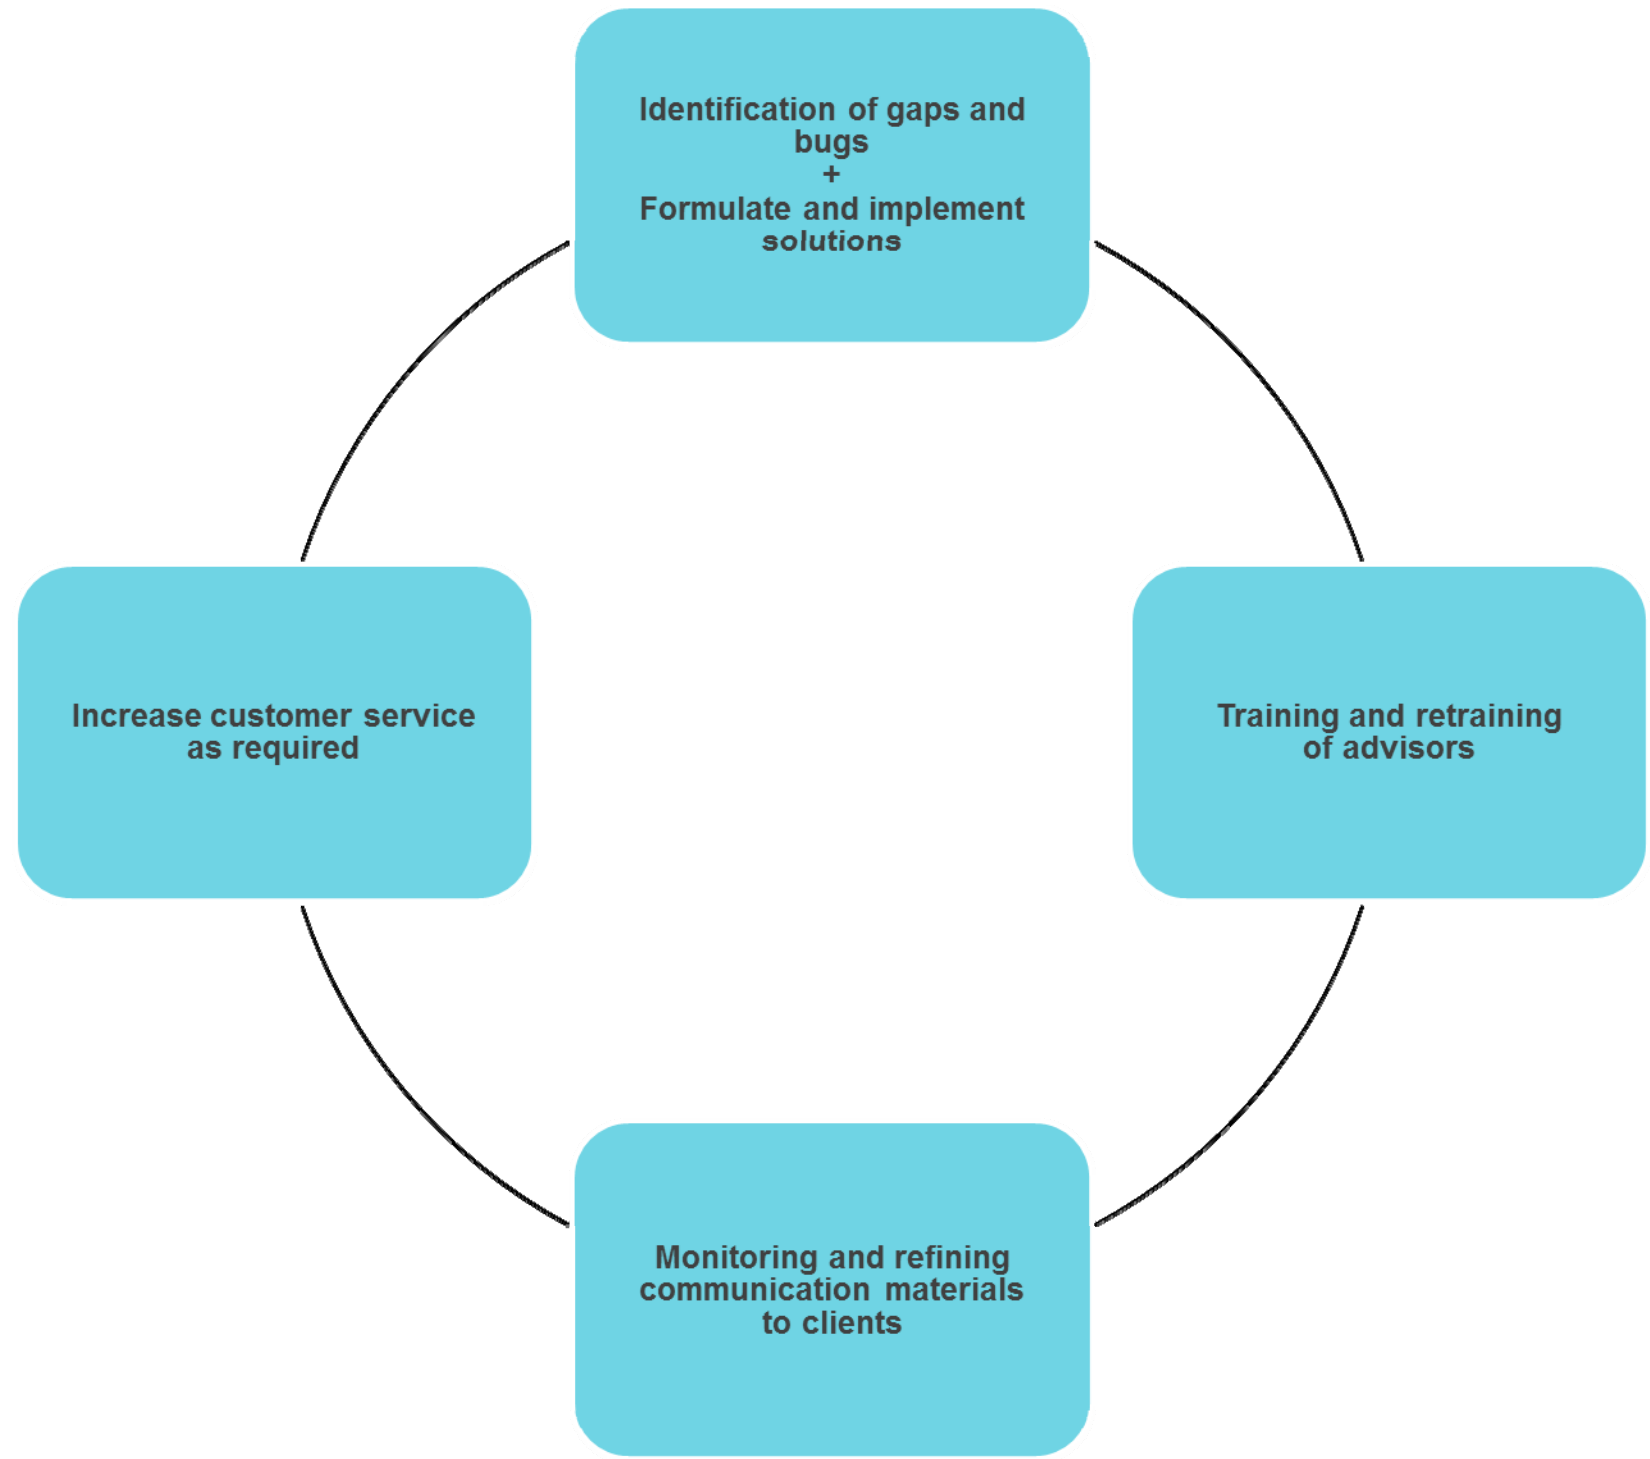 Identification of gaps and
bugs
+
Formulate and implement
solutions
Increase customer service
as required
Training and retraining
of advisors
Monitoring and refining
communication materials
to clients